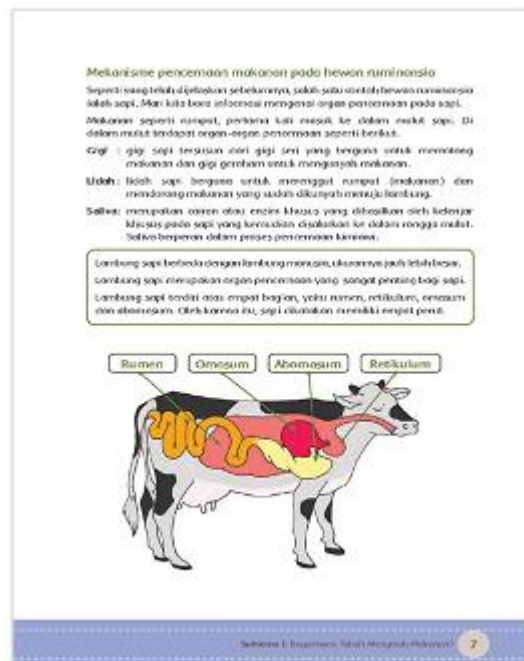 Mekanisme pencernaan makanan pada hewan ruminansia
Seperti yang telah dijelaskan sebelumnya, salah satu contoh hewan ruminansia
ialah sapi. Mari kita baca informasi mengenai organ pencernaan pada sapi.
Makanan seperti rumput, pertama kali masuk ke dalam mulut sapi. Di
dalam mulut terdapat organ-organ pencernaan seperti berikut.
Gigi : gigi sapi tersusun dari gigi seri yang berguna untuk memotong
makanan dan gigi geraham untuk mengunyah makanan.
Lidah : lidah sapi berguna untuk merenggut rumput (makanan) dan
mendorong makanan yang sudah dikunyah menuju lambung.
Saliva: merupakan cairan atau enzim khusus yang dihasilkan oleh kelenjar
khusus pada sapi yang kemudian disalurkan ke dalam rongga mulut.
Saliva berperan dalam proses pencernaan kimiawi.
Lambung sapi berbeda dengan lambung manusia, ukurannya jauh lebih besar.
Lambung sapi merupakan organ pencernaan yang sangat penting bagi sapi.
Lambung sapi terdiri atas empat bagian, yaitu rumen, retikulum, omasum
dan abomasum. Oleh karena itu, sapi dikatakan memiliki empat perut.
Rumen Omasum Abomasum Retikulum
Subtema 1: Bagaimana Tubuh Mengolah Makanan? 7